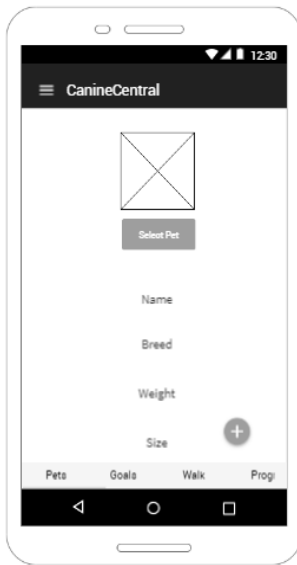 12:30
CanineCentral
Select Pet
Name
Breed
Weight
Size
Pets Goals Walk Progr